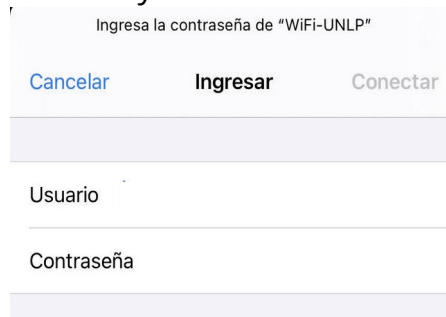 Ingresa la contraseña de “WiFi-UNLP”
Cancelar Ingresar Conectar
Usuario
Contraseña